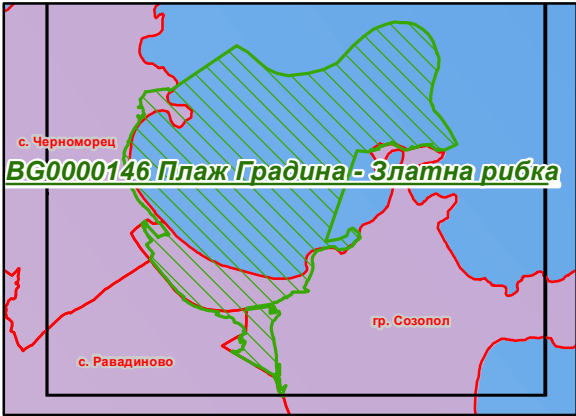 с. Черноморец
BG0000146 Плаж Градина - Златна рибка
гр. Созопол
с. Равадиново